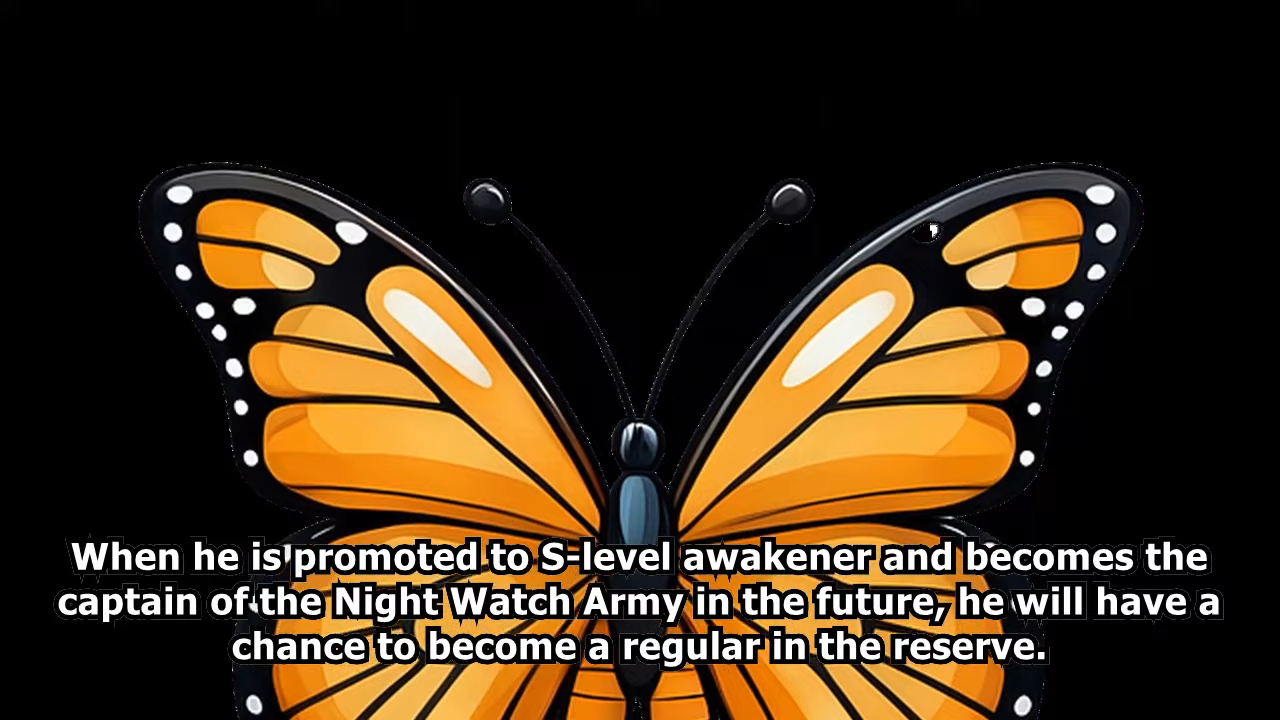 When he is promoted to S-level awakener and becomes the
captain of the Night Watch Army in the future, he will have a
chance to become a regular in the reserve.